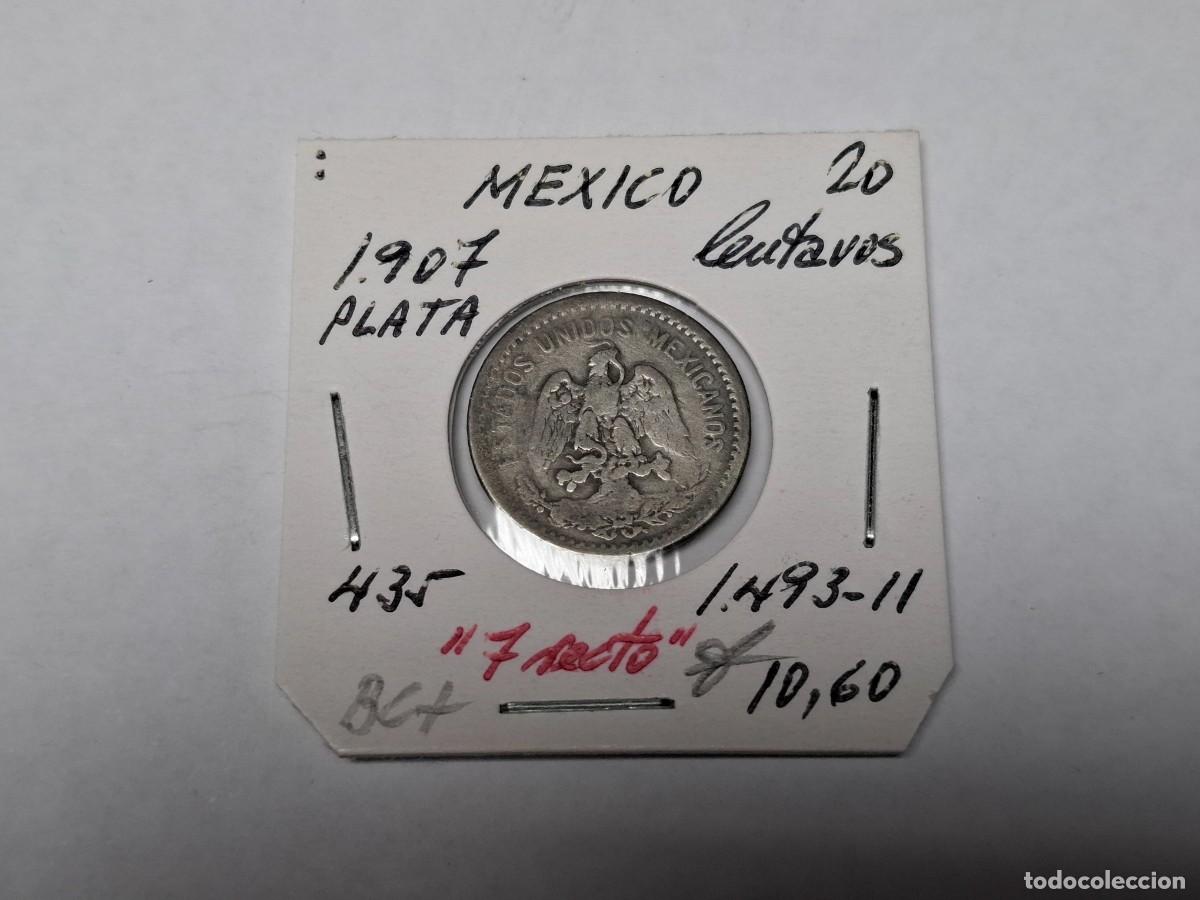 MEXICO 20
1.907 Centavos
PLATA
ESTADOS UNIDOS MEXICANOS
435 1.493-11
"7 recto"
BC+ 10,60
todocoleccion